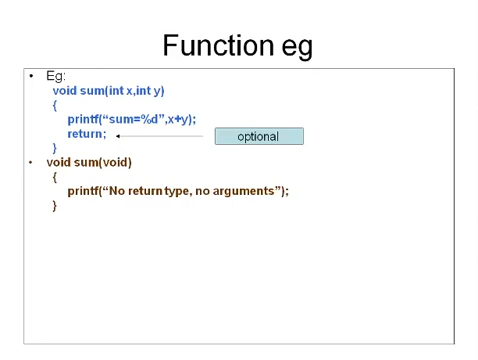 Function eg
• Eg:
void sum(int x,int y)
{
printf(“sum=%d”,x+y);
return;
optional
}
• void sum(void)
{
printf(“No return type, no arguments”);
}